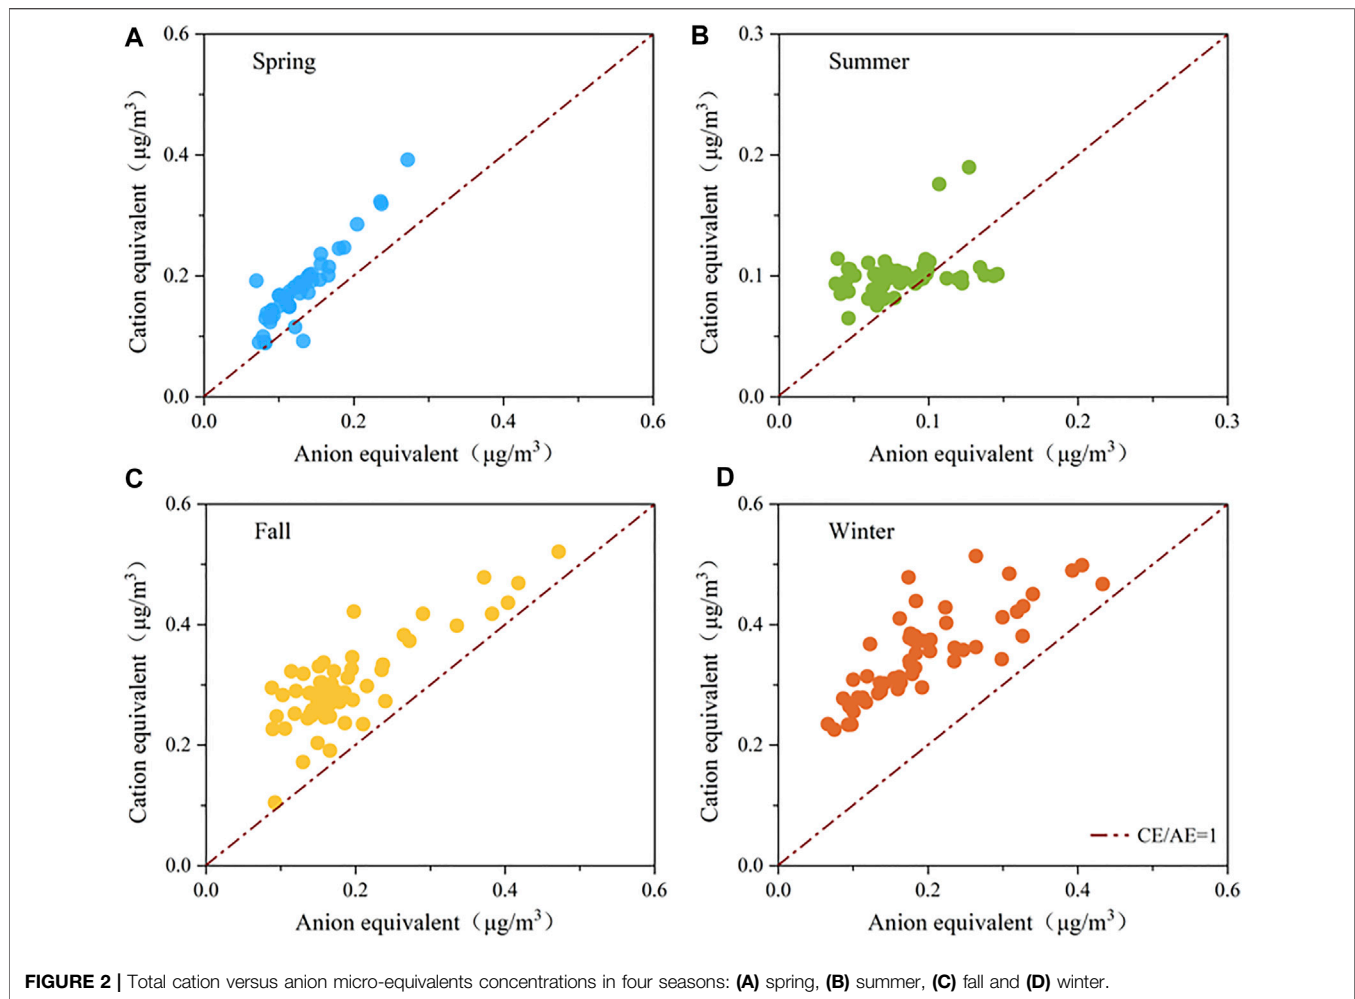 A
Spring
0.6
0.4
0.2
0.0
Cation equivalent（μg/m³）
0.0 0.2 0.4 0.6
Anion equivalent（μg/m³）
B
Summer
0.3
0.2
0.1
0.0
Cation equivalent（μg/m³）
0.0 0.1 0.2 0.3
Anion equivalent（μg/m³）
C
Fall
0.6
0.4
0.2
0.0
Cation equivalent（μg/m³）
0.0 0.2 0.4 0.6
Anion equivalent（μg/m³）
D
Winter
0.6
0.4
0.2
0.0
Cation equivalent（μg/m³）
CE/AE=1
0.0 0.2 0.4 0.6
Anion equivalent（μg/m³）
FIGURE 2 | Total cation versus anion micro-equivalents concentrations in four seasons: (A) spring, (B) summer, (C) fall and (D) winter.